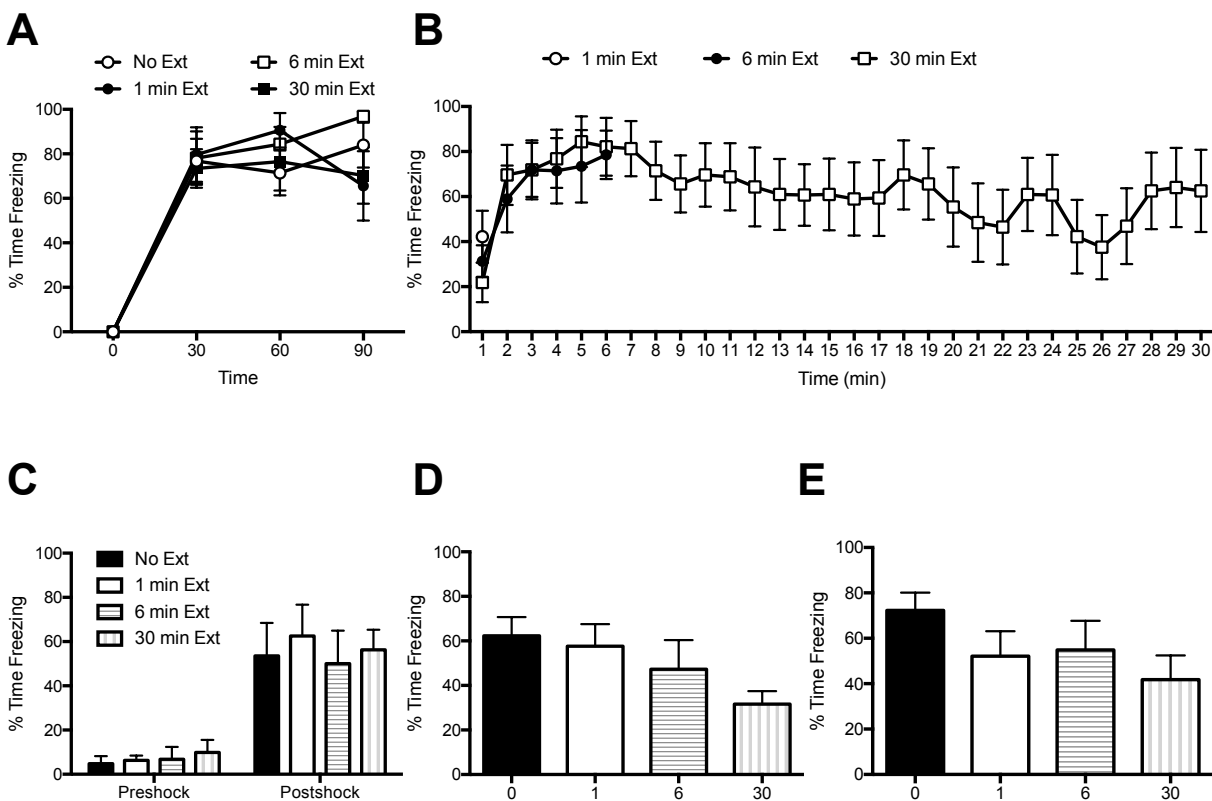 A
No Ext
6 min Ext
1 min Ext
30 min Ext
100
80
60
40
20
0
% Time Freezing
0 30 60 90
Time
B
1 min Ext 6 min Ext 30 min Ext
100
80
60
40
20
0
% Time Freezing
1 2 3 4 5 6 7 8 9 10 11 12 13 14 15 16 17 18 19 20 21 22 23 24 25 26 27 28 29 30
Time (min)
C
No Ext
1 min Ext
6 min Ext
30 min Ext
100
80
60
40
20
0
% Time Freezing
Preshock Postshock
D
100
80
60
40
20
0
% Time Freezing
0 1 6 30
E
100
80
60
40
20
0
% Time Freezing
0 1 6 30